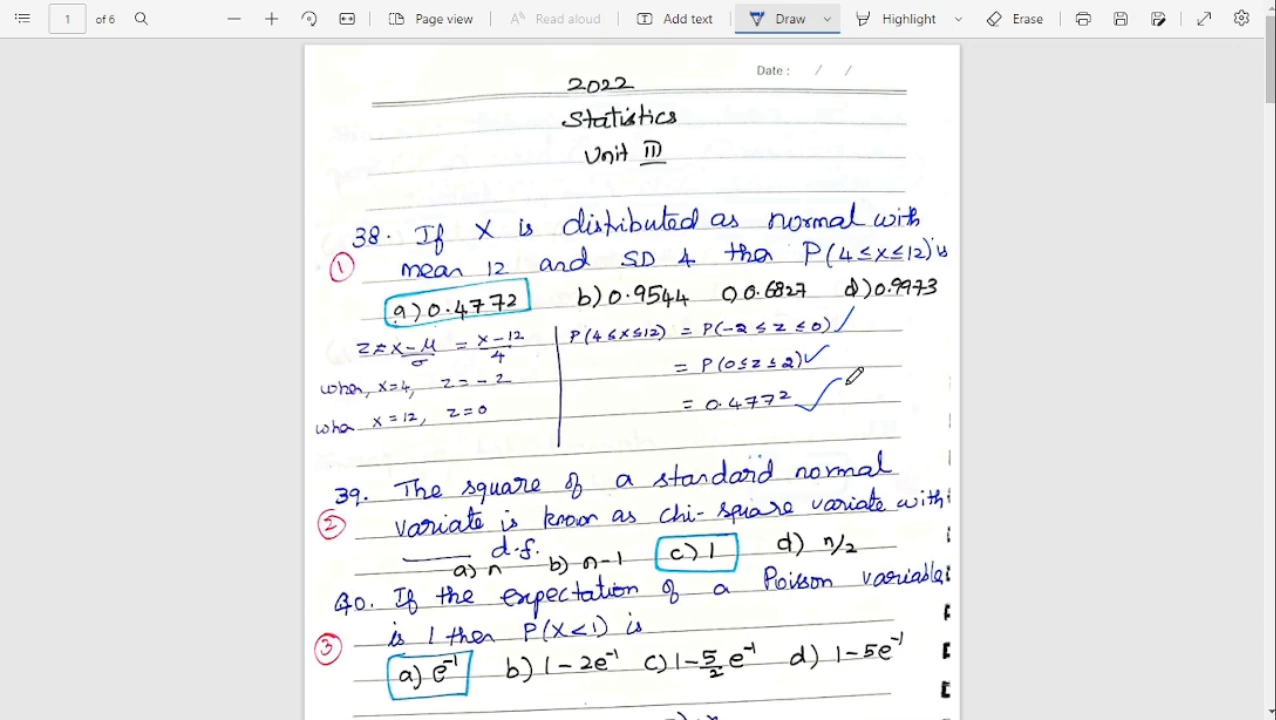 1 of 6 Page view Read aloud Add text Draw Highlight Erase
Date : / /
2022
Statistics
Unit III
38. If X is distributed as normal with
① mean 12 and SD 4 then P(4≤x≤12) is
a) 0.4772 b) 0.9544 c) 0.6827 d) 0.9973
z = x-μ/σ = x-12/4
when, x=4, z = -2
when x = 12, z=0
P(4≤x≤12) = P(-2 ≤ z ≤ 0)
= P(0≤z≤2)
= 0.4772
39. The square of a standard normal
② variate is known as chi-square variate with
____ d.f.
a) n b) n-1 c) 1 d) n/2
40. If the expectation of a Poisson variable
③ is 1 then P(X<1) is
a) e⁻¹ b) 1-2e⁻¹ c) 1-5/2 e⁻¹ d) 1-5e⁻¹